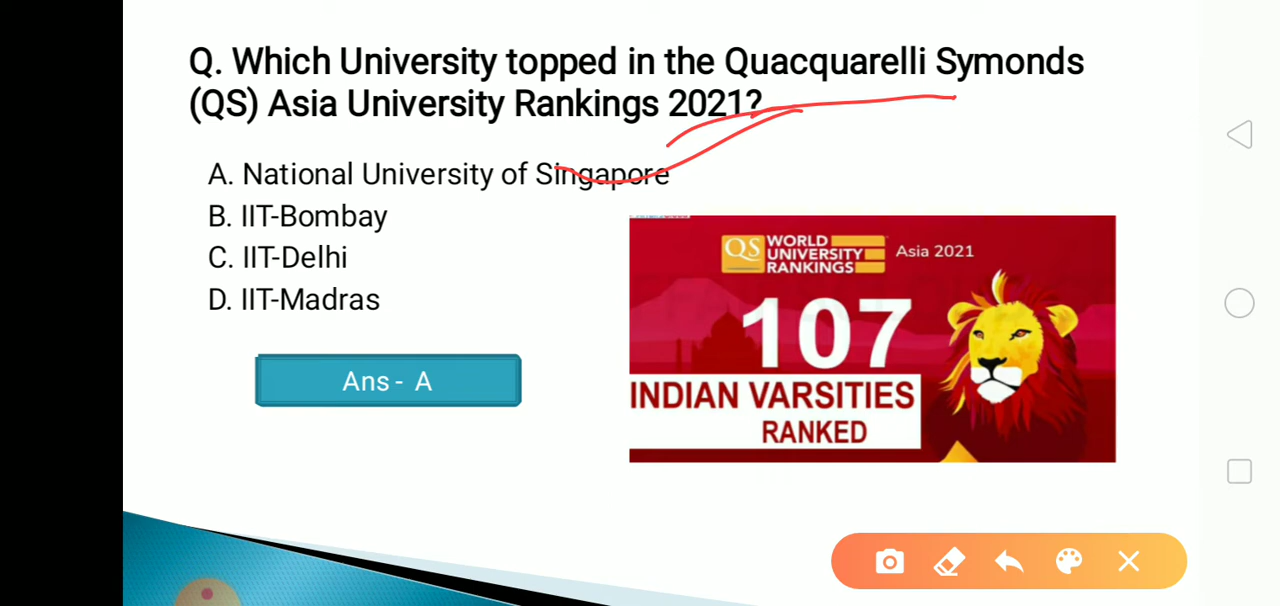 Q. Which University topped in the Quacquarelli Symonds
(QS) Asia University Rankings 2021?
A. National University of Singapore
B. IIT-Bombay
C. IIT-Delhi
D. IIT-Madras
Ans - A
QS WORLD
UNIVERSITY
RANKINGS
Asia 2021
107
INDIAN VARSITIES
RANKED